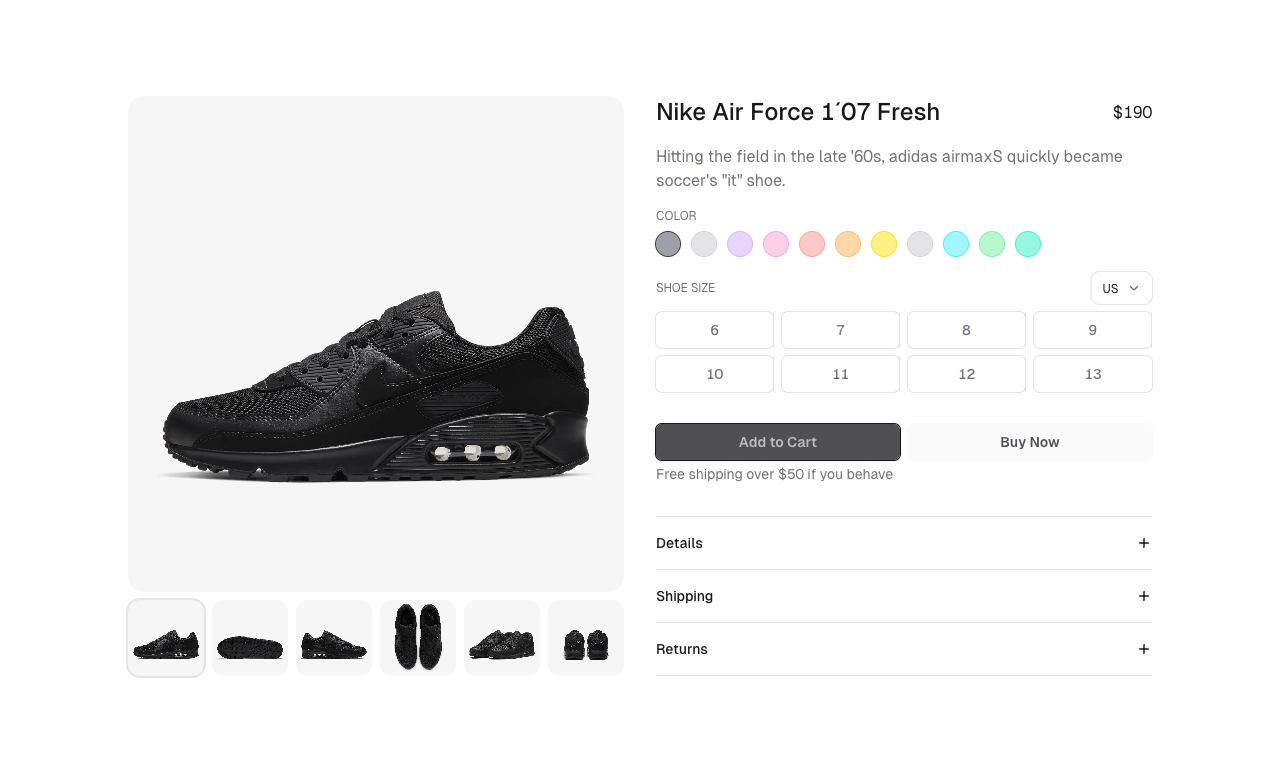 Nike Air Force 1´07 Fresh
$190
Hitting the field in the late '60s, adidas airmaxS quickly became
soccer's "it" shoe.
COLOR
SHOE SIZE
US
6 7 8 9
10 11 12 13
Add to Cart Buy Now
Free shipping over $50 if you behave
Details
Shipping
Returns